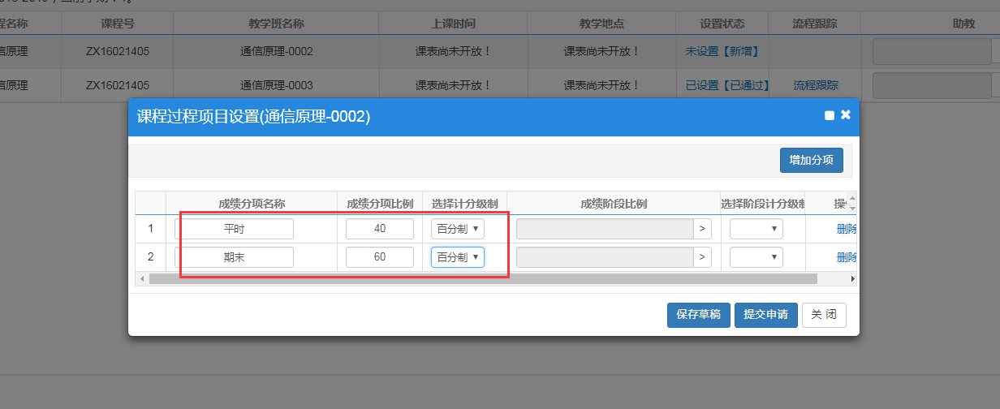 程名称 课程号 教学班名称 上课时间 教学地点 设置状态 流程跟踪 助教
信原理 ZX16021405 通信原理-0002 课表尚未开放！ 课表尚未开放！ 未设置【新增】
信原理 ZX16021405 通信原理-0003 课表尚未开放！ 课表尚未开放！ 已设置【已通过】 流程跟踪
课程过程项目设置(通信原理-0002)
增加分项
成绩分项名称 成绩分项比例 选择计分级制 成绩阶段比例 选择阶段计分级制 操
1 平时 40 百分制 > 删除
2 期末 60 百分制 > 删除
保存草稿 提交申请 关 闭